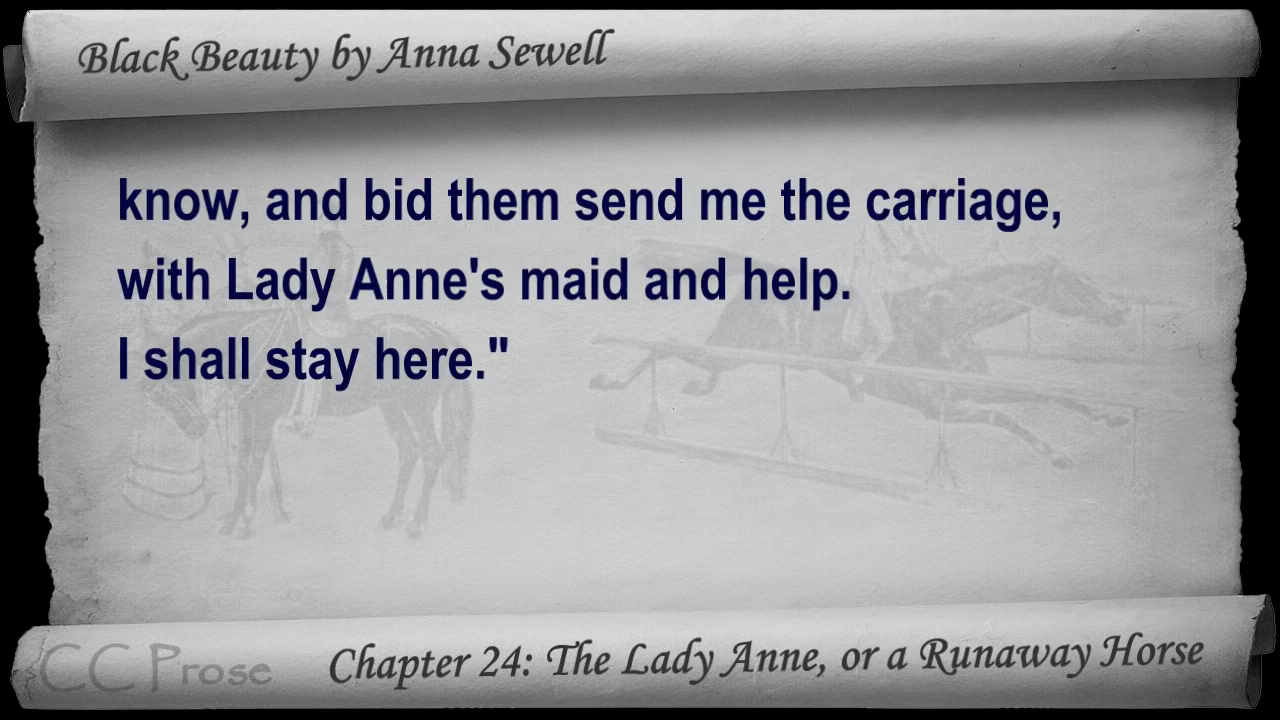 Black Beauty by Anna Sewell
know, and bid them send me the carriage,
with Lady Anne's maid and help.
I shall stay here."
CC Prose
Chapter 24: The Lady Anne, or a Runaway Horse